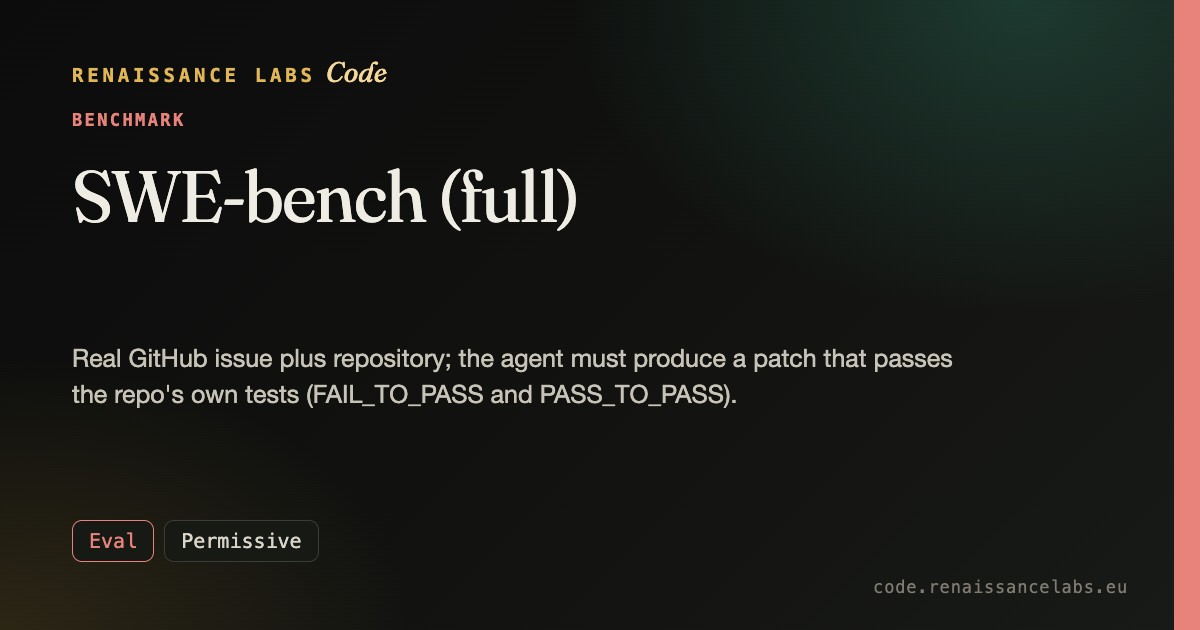 RENAISSANCE LABS Code
BENCHMARK
SWE-bench (full)
Real GitHub issue plus repository; the agent must produce a patch that passes
the repo's own tests (FAIL_TO_PASS and PASS_TO_PASS).
Eval Permissive
code.renaissancelabs.eu